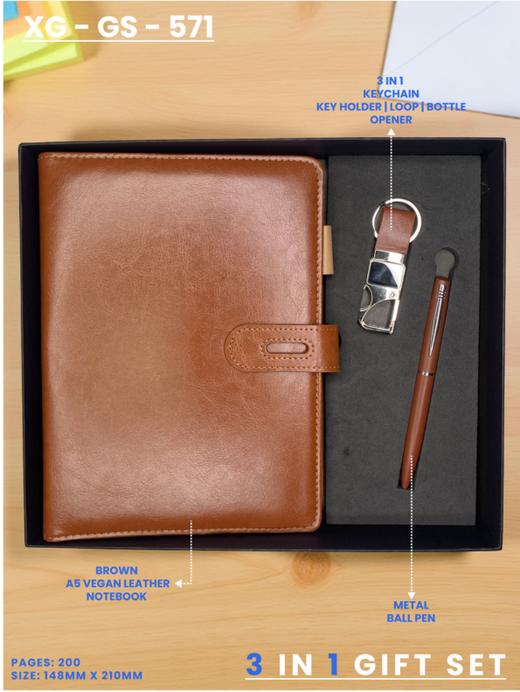 XG - GS - 571
3 IN 1
KEYCHAIN
KEY HOLDER | LOOP | BOTTLE
OPENER
BROWN
A5 VEGAN LEATHER
NOTEBOOK
METAL
BALL PEN
PAGES: 200
SIZE: 148MM X 210MM
3 IN 1 GIFT SET